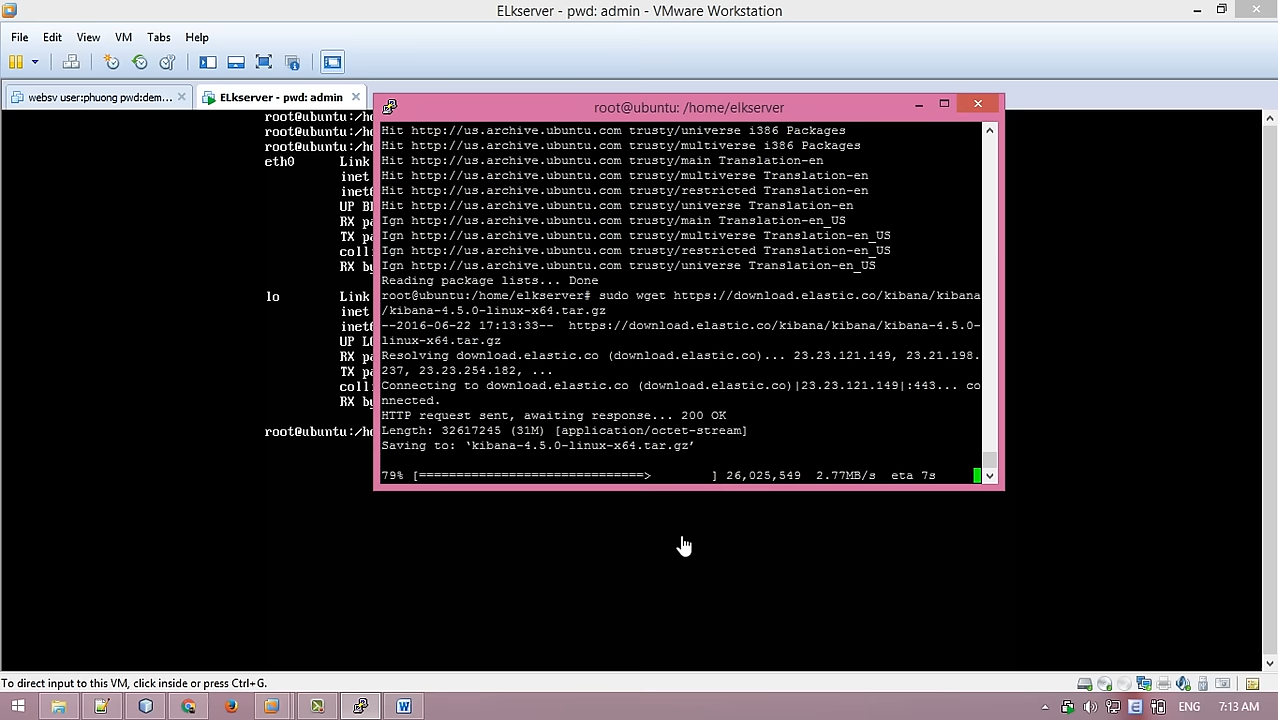 ELkserver - pwd: admin - VMware Workstation
File Edit View VM Tabs Help
websv user:phuong pwd:dem... ELkserver - pwd: admin
root@ubuntu: /home/elkserver
root@ubuntu:/h
root@ubuntu:/h
root@ubuntu:/h
eth0 Link
inet
inet6
UP B
RX pa
TX pa
coll
RX by
lo Link
inet
inet6
UP LO
RX pa
TX pa
coll
RX by
root@ubuntu:/h
Hit http://us.archive.ubuntu.com trusty/universe i386 Packages
Hit http://us.archive.ubuntu.com trusty/multiverse i386 Packages
Hit http://us.archive.ubuntu.com trusty/main Translation-en
Hit http://us.archive.ubuntu.com trusty/multiverse Translation-en
Hit http://us.archive.ubuntu.com trusty/restricted Translation-en
Hit http://us.archive.ubuntu.com trusty/universe Translation-en
Ign http://us.archive.ubuntu.com trusty/main Translation-en_US
Ign http://us.archive.ubuntu.com trusty/multiverse Translation-en_US
Ign http://us.archive.ubuntu.com trusty/restricted Translation-en_US
Ign http://us.archive.ubuntu.com trusty/universe Translation-en_US
Reading package lists... Done
root@ubuntu:/home/elkserver# sudo wget https://download.elastic.co/kibana/kibana
/kibana-4.5.0-linux-x64.tar.gz
--2016-06-22 17:13:33--  https://download.elastic.co/kibana/kibana/kibana-4.5.0-
linux-x64.tar.gz
Resolving download.elastic.co (download.elastic.co)... 23.23.121.149, 23.21.198.
237, 23.23.254.182, ...
Connecting to download.elastic.co (download.elastic.co)|23.23.121.149|:443... co
nnected.
HTTP request sent, awaiting response... 200 OK
Length: 32617245 (31M) [application/octet-stream]
Saving to: ‘kibana-4.5.0-linux-x64.tar.gz’
79% [==============================>        ] 26,025,549  2.77MB/s  eta 7s
To direct input to this VM, click inside or press Ctrl+G.
ENG 7:13 AM